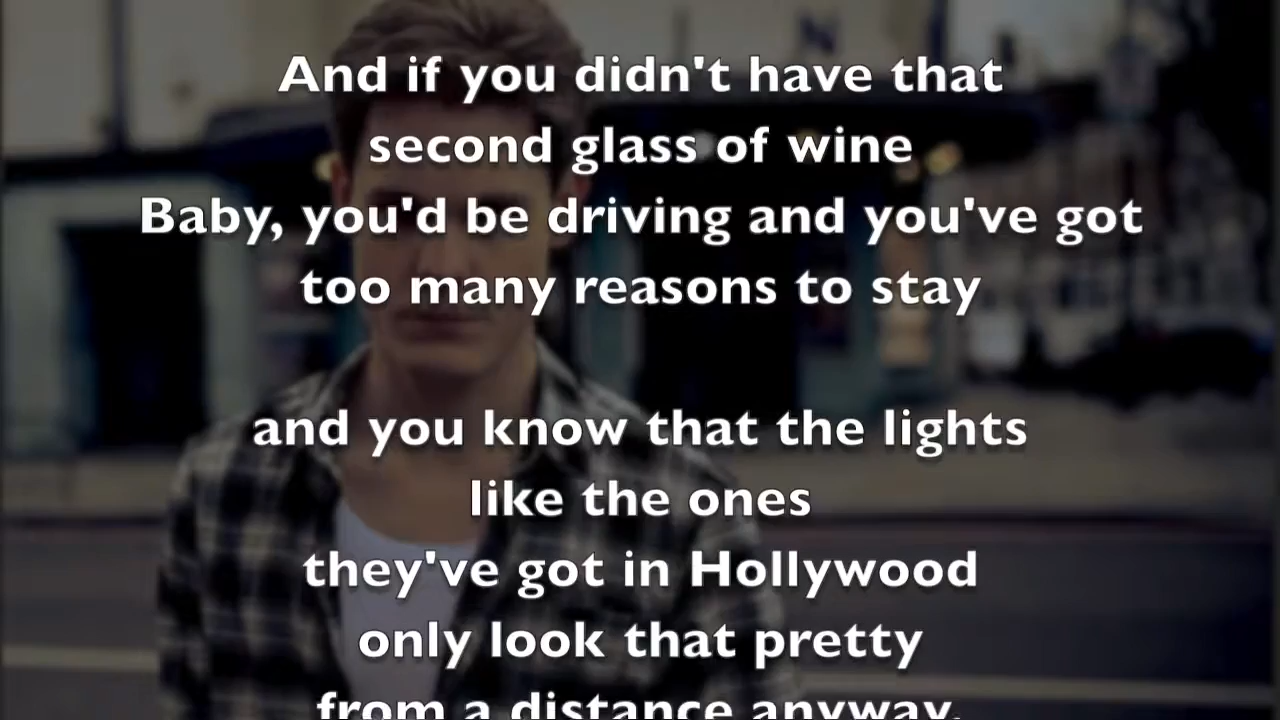 And if you didn't have that
second glass of wine
Baby, you'd be driving and you've got
too many reasons to stay
and you know that the lights
like the ones
they've got in Hollywood
only look that pretty
from a distance anyway.